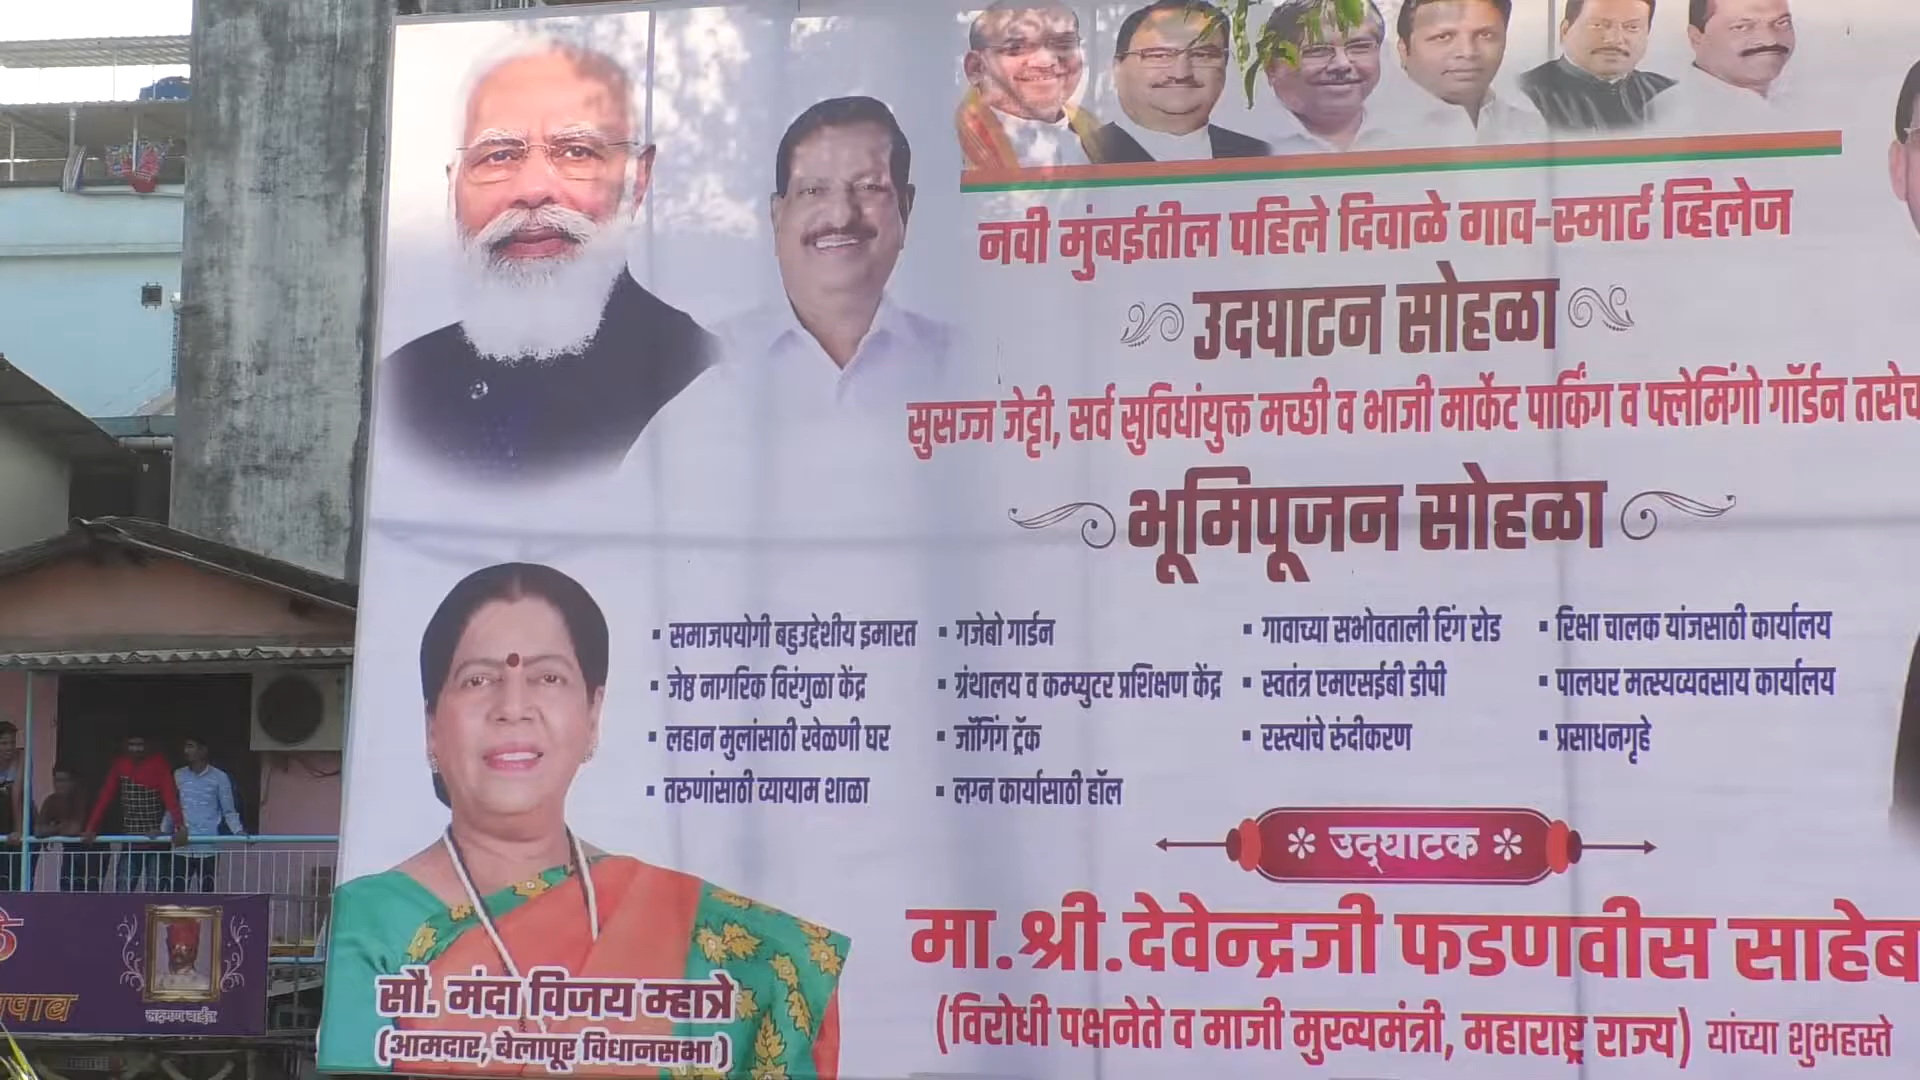 नवी मुंबईतील पहिले दिवाळे गाव-स्मार्ट व्हिलेज
उदघाटन सोहळा
सुसज्ज जेट्टी, सर्व सुविधांयुक्त मच्छी व भाजी मार्केट पार्किंग व फ्लेमिंगो गॉर्डन तसेच
भूमिपूजन सोहळा
▪ समाजपयोगी बहुउद्देशीय इमारत
▪ जेष्ठ नागरिक विरंगुळा केंद्र
▪ लहान मुलांसाठी खेळणी घर
▪ तरुणांसाठी व्यायाम शाळा
▪ गजेबो गार्डन
▪ ग्रंथालय व कम्प्युटर प्रशिक्षण केंद्र
▪ जॉगिंग ट्रॅक
▪ लग्न कार्यासाठी हॉल
▪ गावाच्या सभोवताली रिंग रोड
▪ स्वतंत्र एमएसईबी डीपी
▪ रस्त्यांचे रुंदीकरण
▪ रिक्षा चालक यांजसाठी कार्यालय
▪ पालघर मत्स्यव्यवसाय कार्यालय
▪ प्रसाधनगृहे
* उद्घाटक *
मा.श्री.देवेन्द्रजी फडणवीस साहेब
(विरोधी पक्षनेते व माजी मुख्यमंत्री, महाराष्ट्र राज्य) यांच्या शुभहस्ते
सौ. मंदा विजय म्हात्रे
(आमदार, बेलापूर विधानसभा)